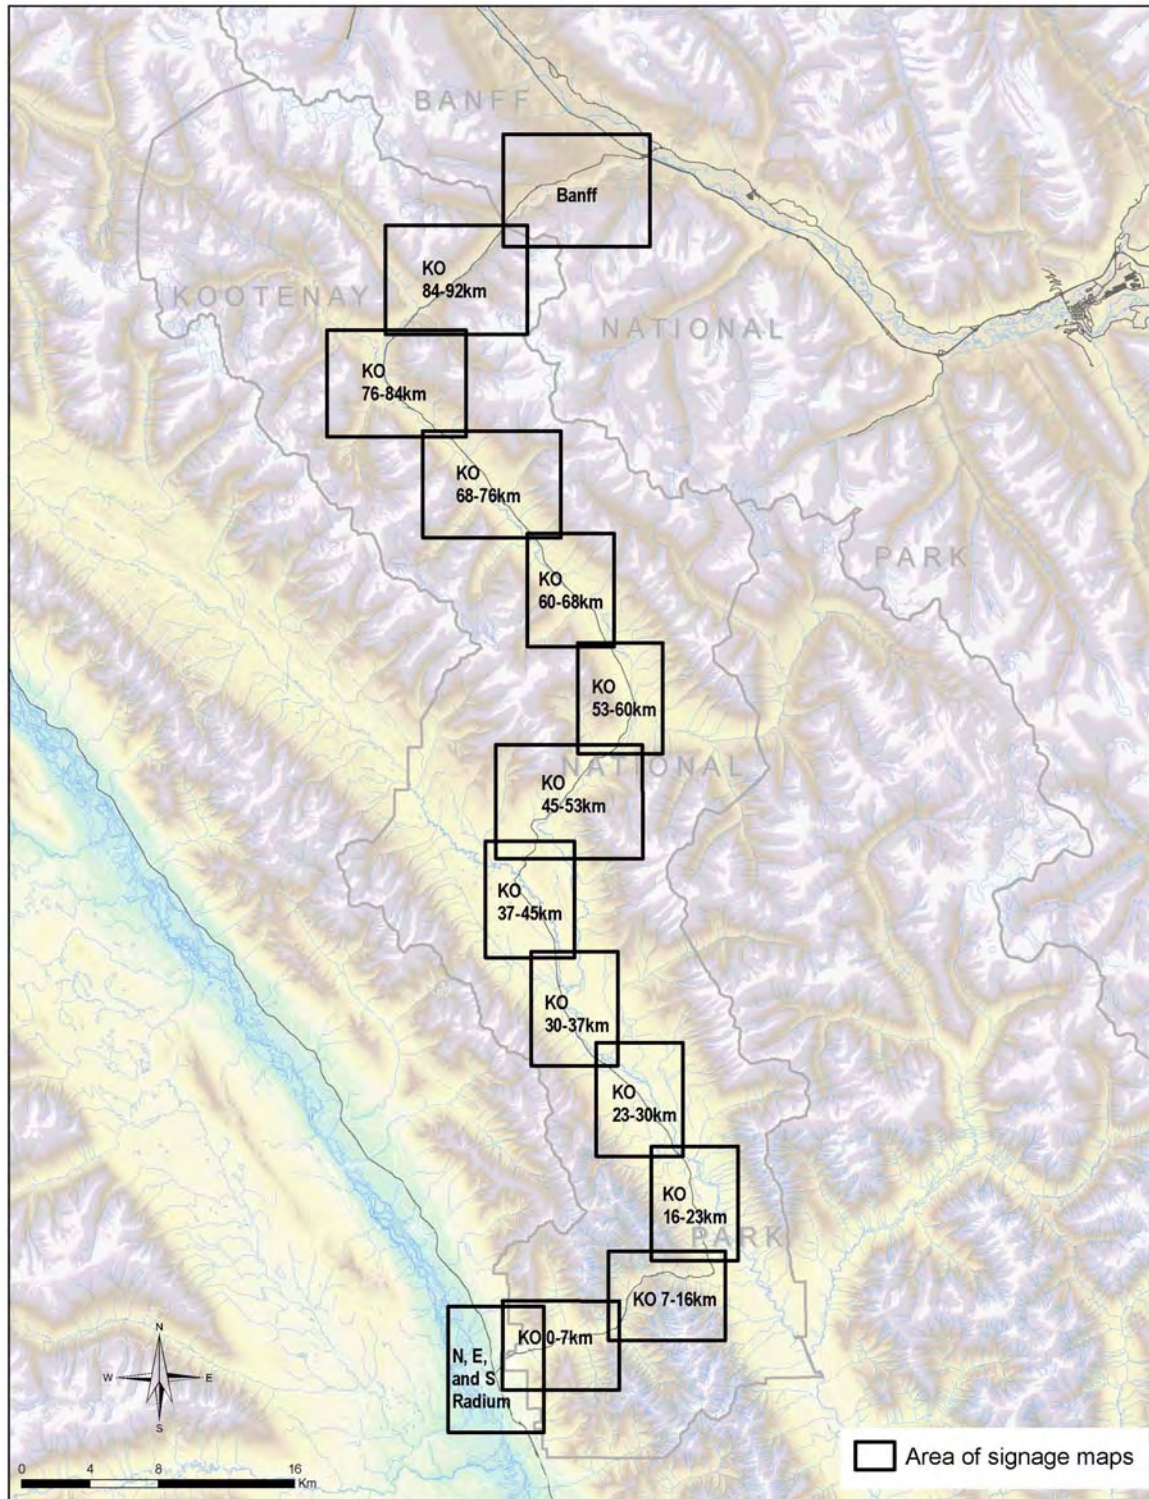 BANFF
Banff
KO
84-92km
KOOTENAY
NATIONAL
KO
76-84km
KO
68-76km
PARK
KO
60-68km
KO
53-60km
NATIONAL
KO
45-53km
KO
37-45km
KO
30-37km
KO
23-30km
KO
16-23km
PARK
KO 7-16km
KO 0-7km
N, E,
and S
Radium
N
W E
S
0 4 8 16
Km
Area of signage maps